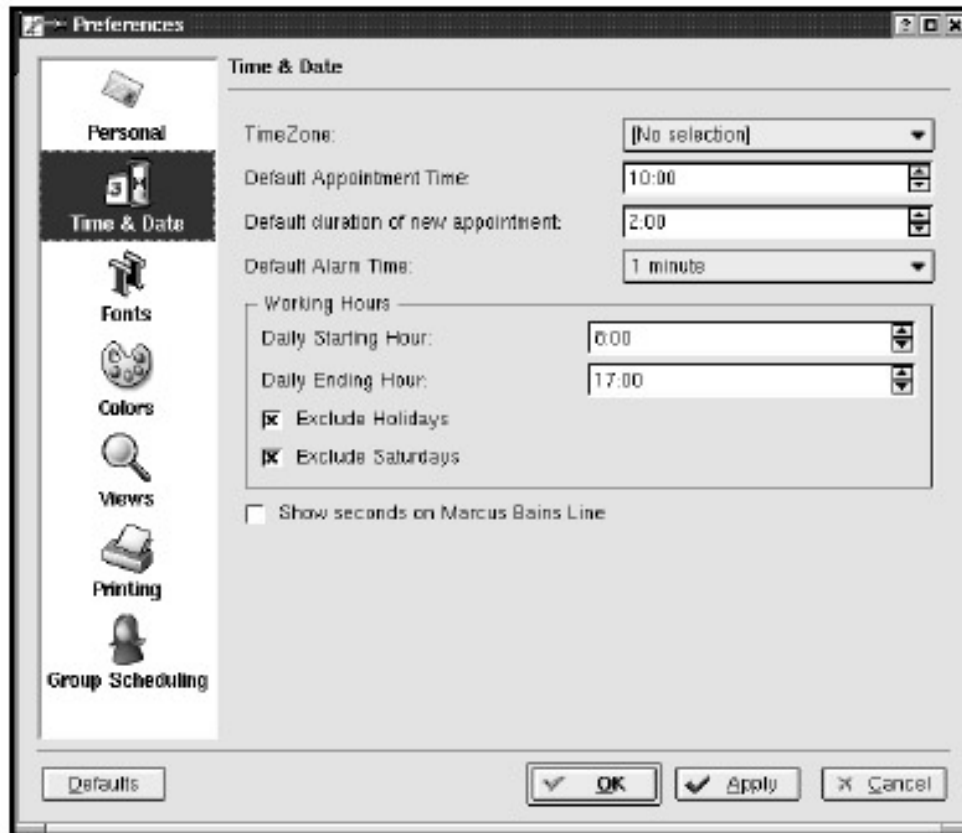 Preferences
Personal
Time & Date
Fonts
Colors
Views
Printing
Group Scheduling
Time & Date
TimeZone: [No selection]
Default Appointment Time: 10:00
Default duration of new appointment: 2:00
Default Alarm Time: 1 minute
Working Hours
Daily Starting Hour: 6:00
Daily Ending Hour: 17:00
Exclude Holidays
Exclude Saturdays
Show seconds on Marcus Bains Line
Defaults
OK
Apply
Cancel